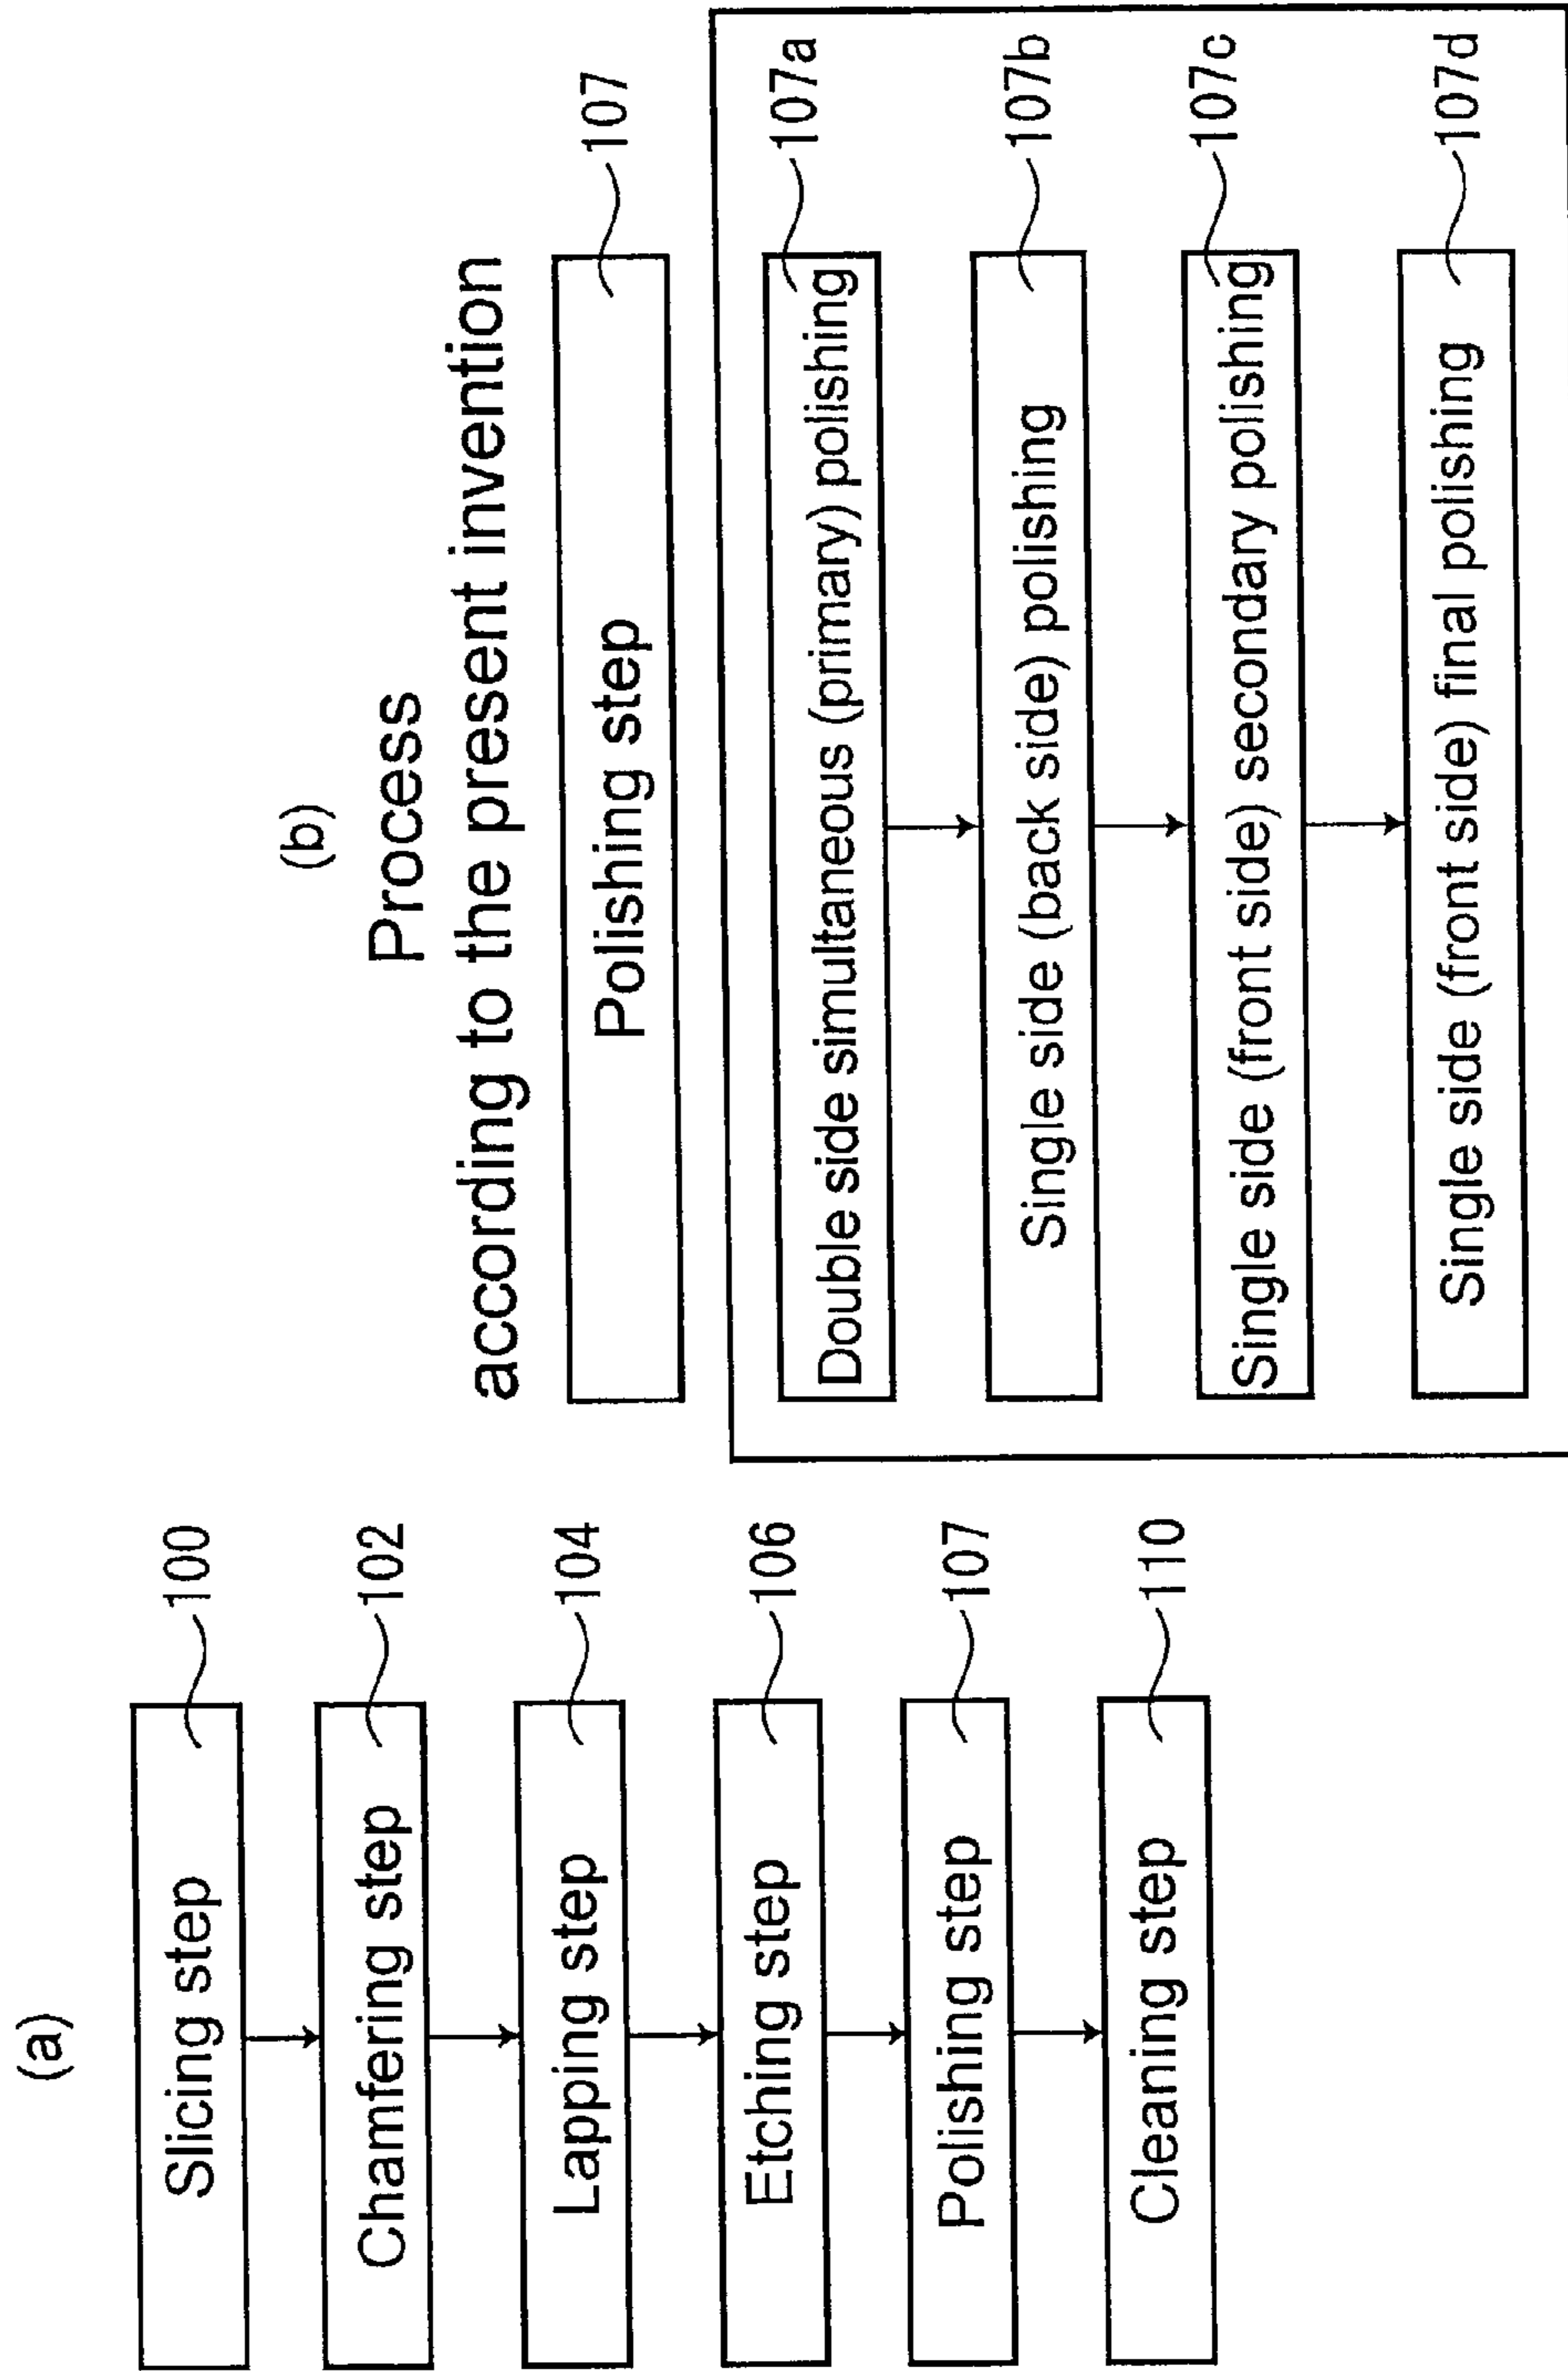 (a)
Slicing step
100
Chamfering step
102
Lapping step
104
Etching step
106
Polishing step
107
Cleaning step
110
(b)
Process
according to the present invention
Polishing step
107
Double side simultaneous (primary) polishing
107a
Single side (back side) polishing
107b
Single side (front side) secondary polishing
107c
Single side (front side) final polishing
107d